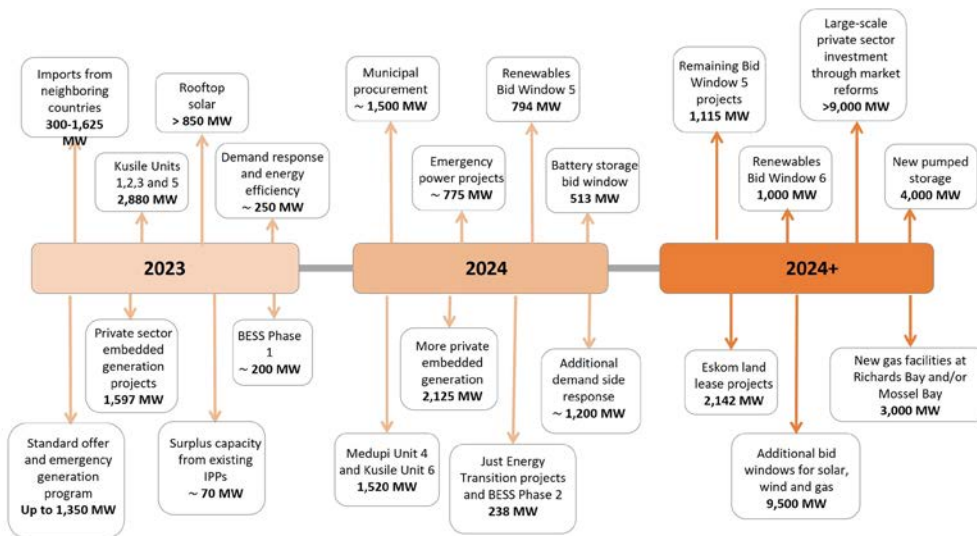 Imports from
neighboring
countries
300-1,625
MW
Rooftop
solar
> 850 MW
Kusile Units
1,2,3 and 5
2,880 MW
Demand response
and energy
efficiency
~ 250 MW
Municipal
procurement
~ 1,500 MW
Renewables
Bid Window 5
794 MW
Emergency
power projects
~ 775 MW
Battery storage
bid window
513 MW
Remaining Bid
Window 5
projects
1,115 MW
Large-scale
private sector
investment
through market
reforms
>9,000 MW
Renewables
Bid Window 6
1,000 MW
New pumped
storage
4,000 MW
2023
2024
2024+
Private sector
embedded
generation
projects
1,597 MW
BESS Phase
1
~ 200 MW
Standard offer
and emergency
generation
program
Up to 1,350 MW
Surplus capacity
from existing
IPPs
~ 70 MW
More private
embedded
generation
2,125 MW
Additional
demand side
response
~ 1,200 MW
Medupi Unit 4
and Kusile Unit 6
1,520 MW
Just Energy
Transition projects
and BESS Phase 2
238 MW
Eskom land
lease projects
2,142 MW
New gas facilities at
Richards Bay and/or
Mossel Bay
3,000 MW
Additional bid
windows for solar,
wind and gas
9,500 MW